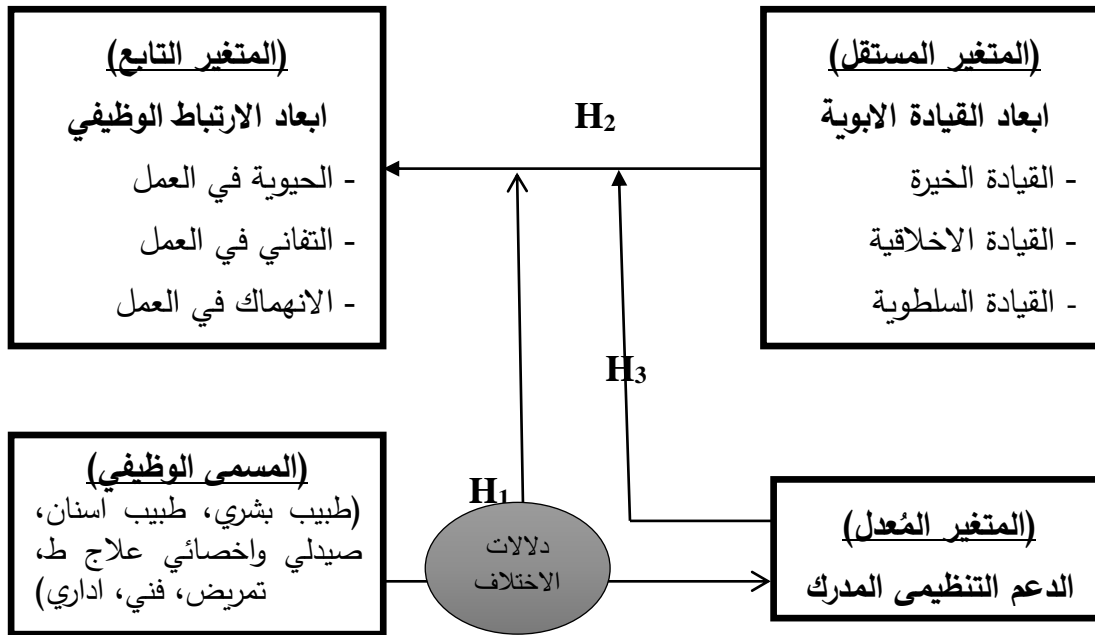 (المتغير المستقل)
ابعاد القيادة الابوية
- القيادة الخيرة
- القيادة الاخلاقية
- القيادة السلطوية
H2
(المتغير التابع)
ابعاد الارتباط الوظيفي
- الحيوية في العمل
- التفاني في العمل
- الانهماك في العمل
H3
H1
(المتغير المُعدل)
الدعم التنظيمى المدرك
دلالات
الاختلاف
(المسمى الوظيفي)
(طبيب بشري، طبيب اسنان،
صيدلي واخصائي علاج ط،
تمريض، فني، اداري)